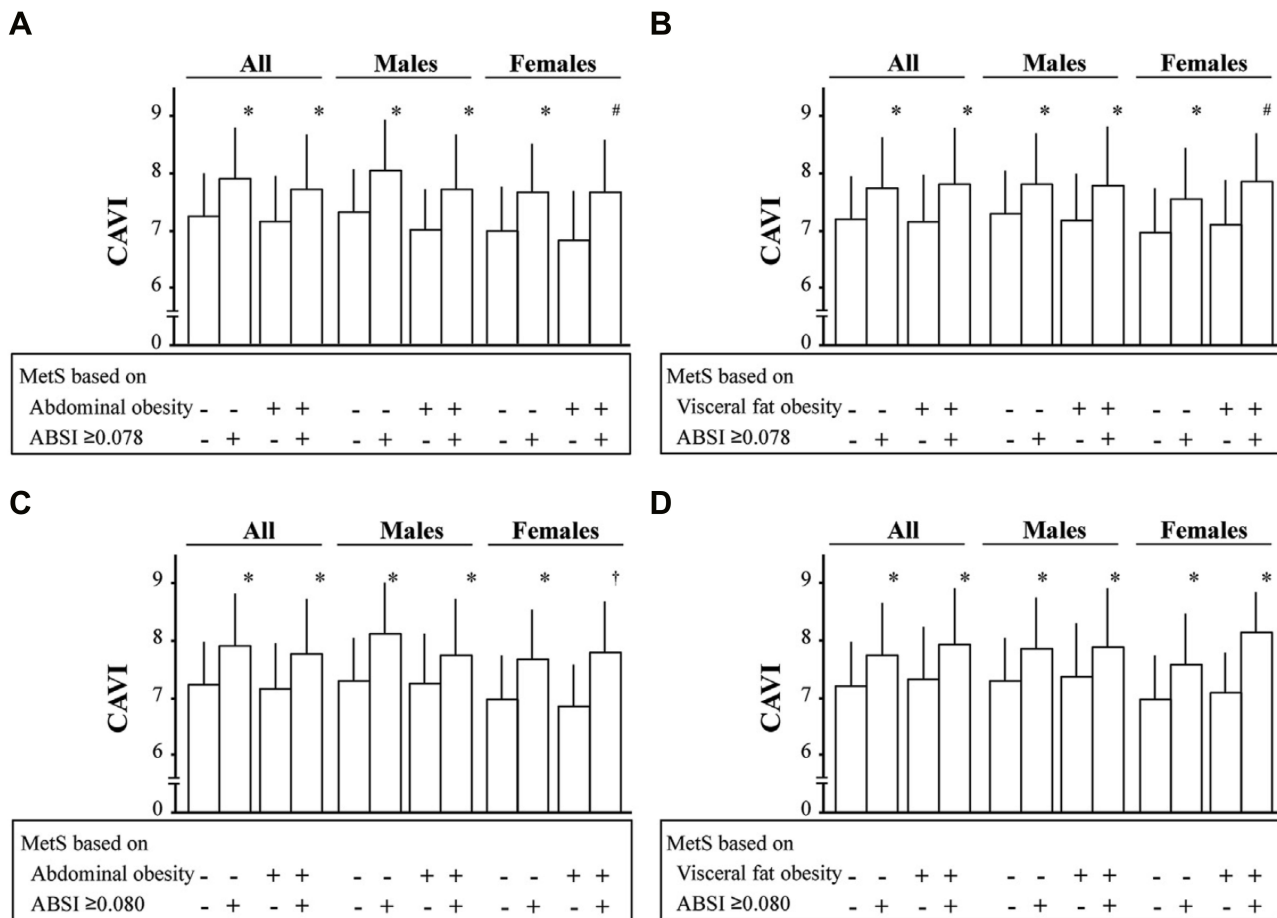 A
All Males Females
* * * * * #
9
8
7
6
0
CAVI
MetS based on
Abdominal obesity - - + + - - + + - - + +
ABSI ≥0.078 - + - + - + - + - + - +
B
All Males Females
* * * * * #
9
8
7
6
0
CAVI
MetS based on
Visceral fat obesity - - + + - - + + - - + +
ABSI ≥0.078 - + - + - + - + - + - +
C
All Males Females
* * * * * †
9
8
7
6
0
CAVI
MetS based on
Abdominal obesity - - + + - - + + - - + +
ABSI ≥0.080 - + - + - + - + - + - +
D
All Males Females
* * * * * *
9
8
7
6
0
CAVI
MetS based on
Visceral fat obesity - - + + - - + + - - + +
ABSI ≥0.080 - + - + - + - + - + - +